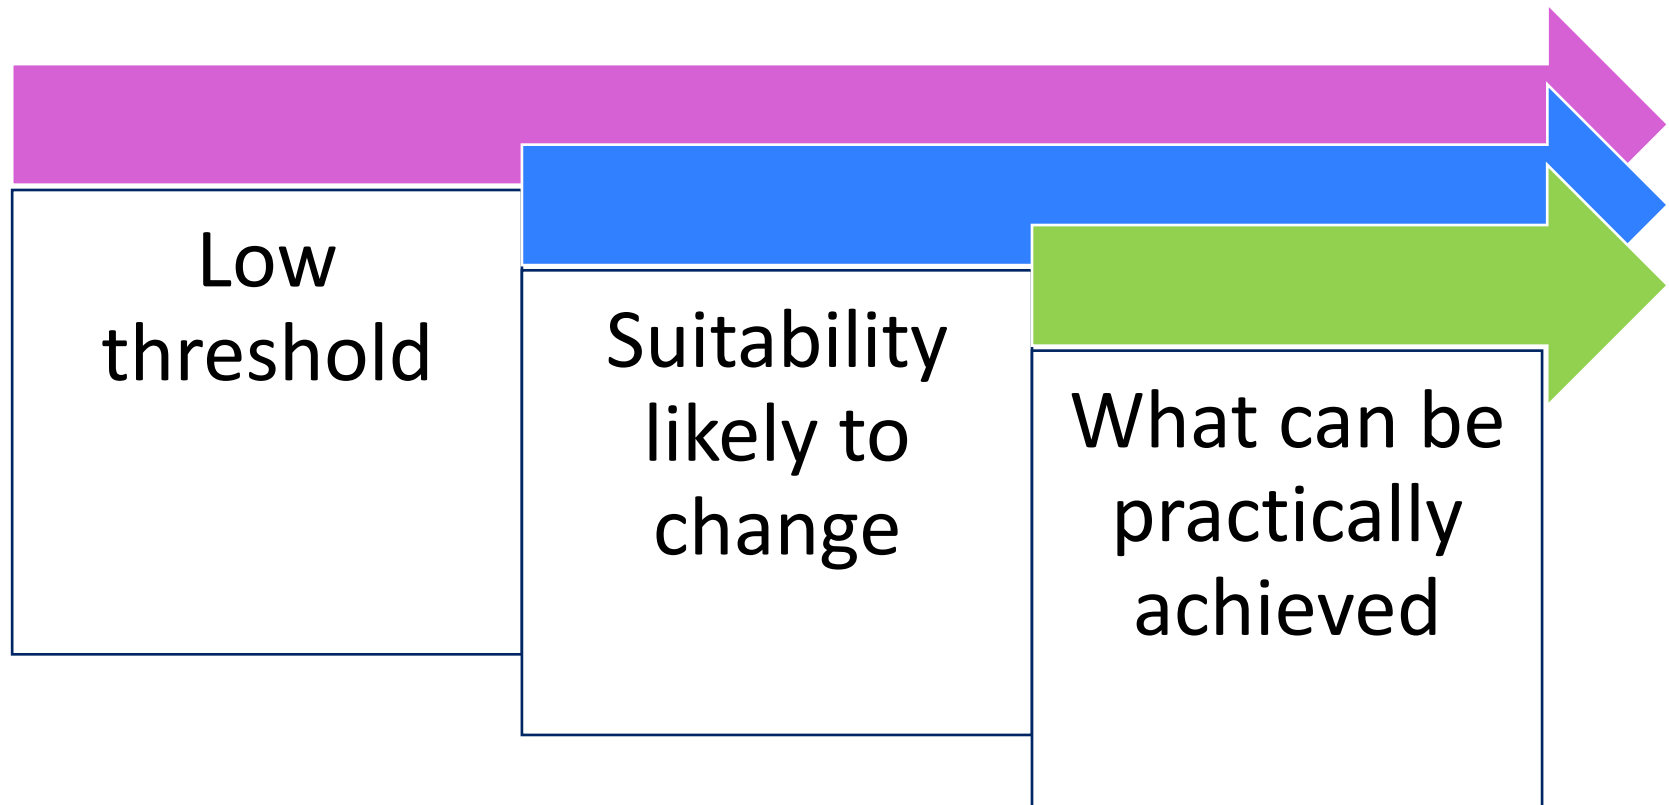 Low
threshold
Suitability
likely to
change
What can be
practically
achieved